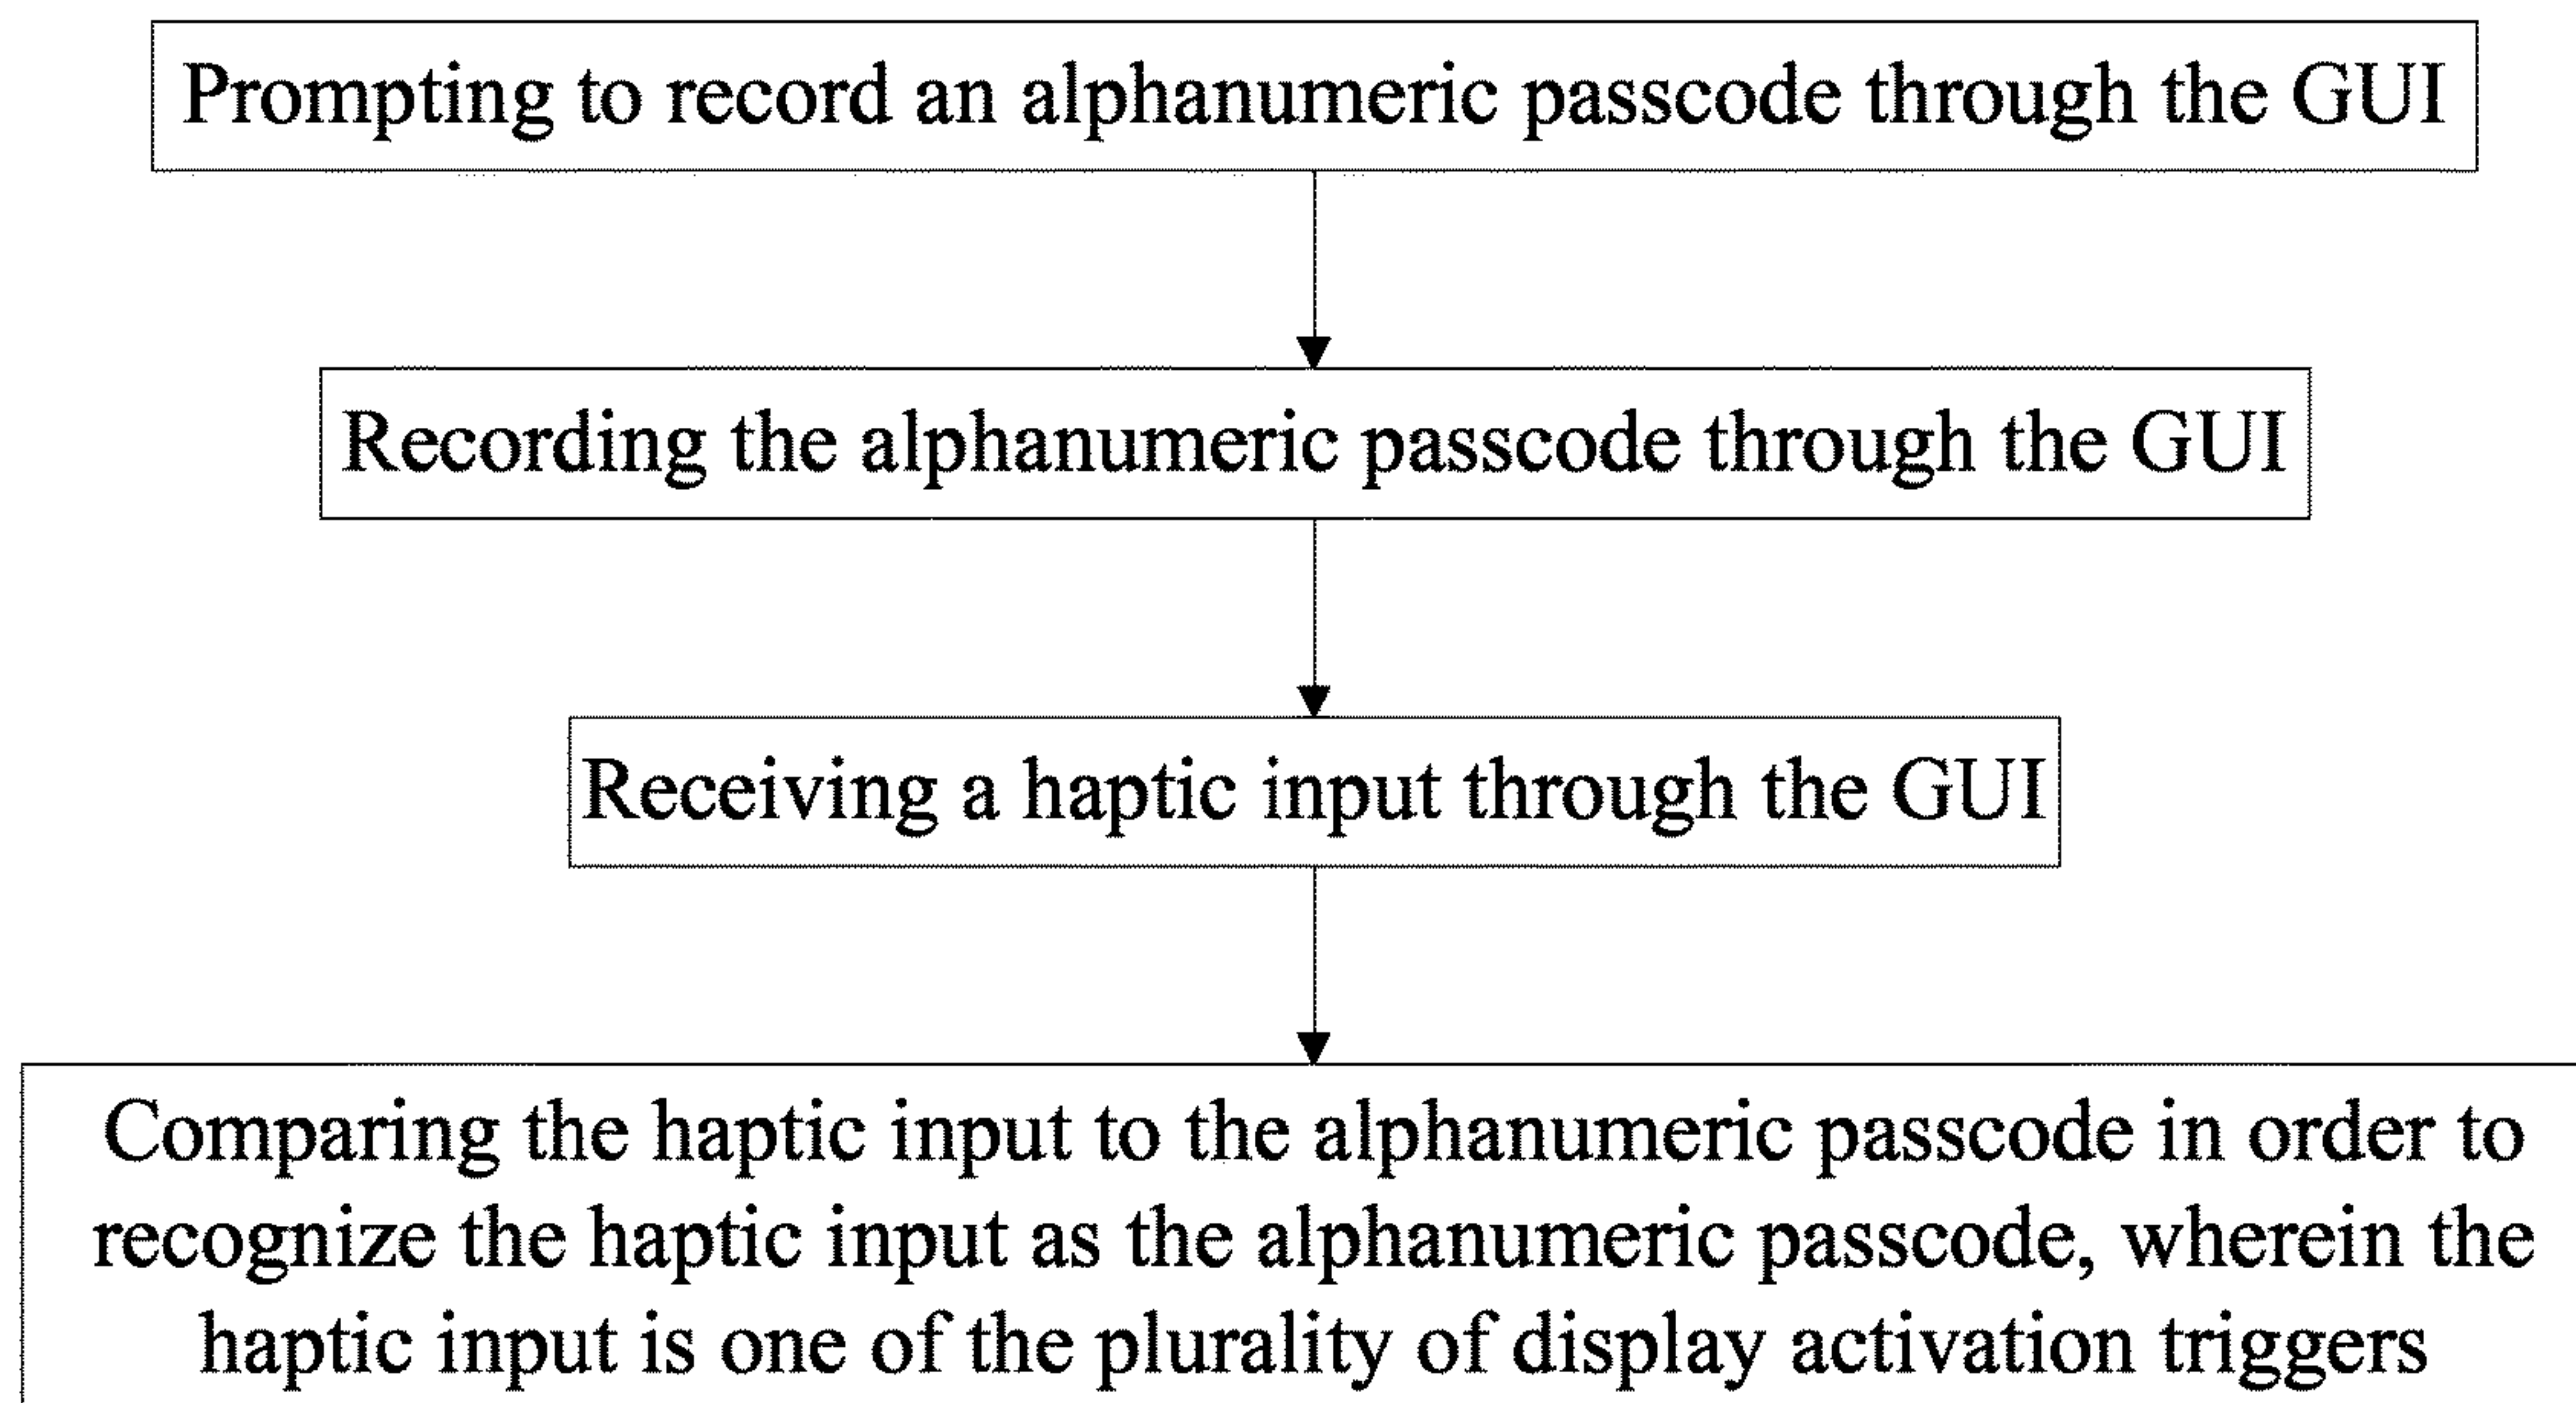 Prompting to record an alphanumeric passcode through the GUI
Recording the alphanumeric passcode through the GUI
Receiving a haptic input through the GUI
Comparing the haptic input to the alphanumeric passcode in order to
recognize the haptic input as the alphanumeric passcode, wherein the
haptic input is one of the plurality of display activation triggers